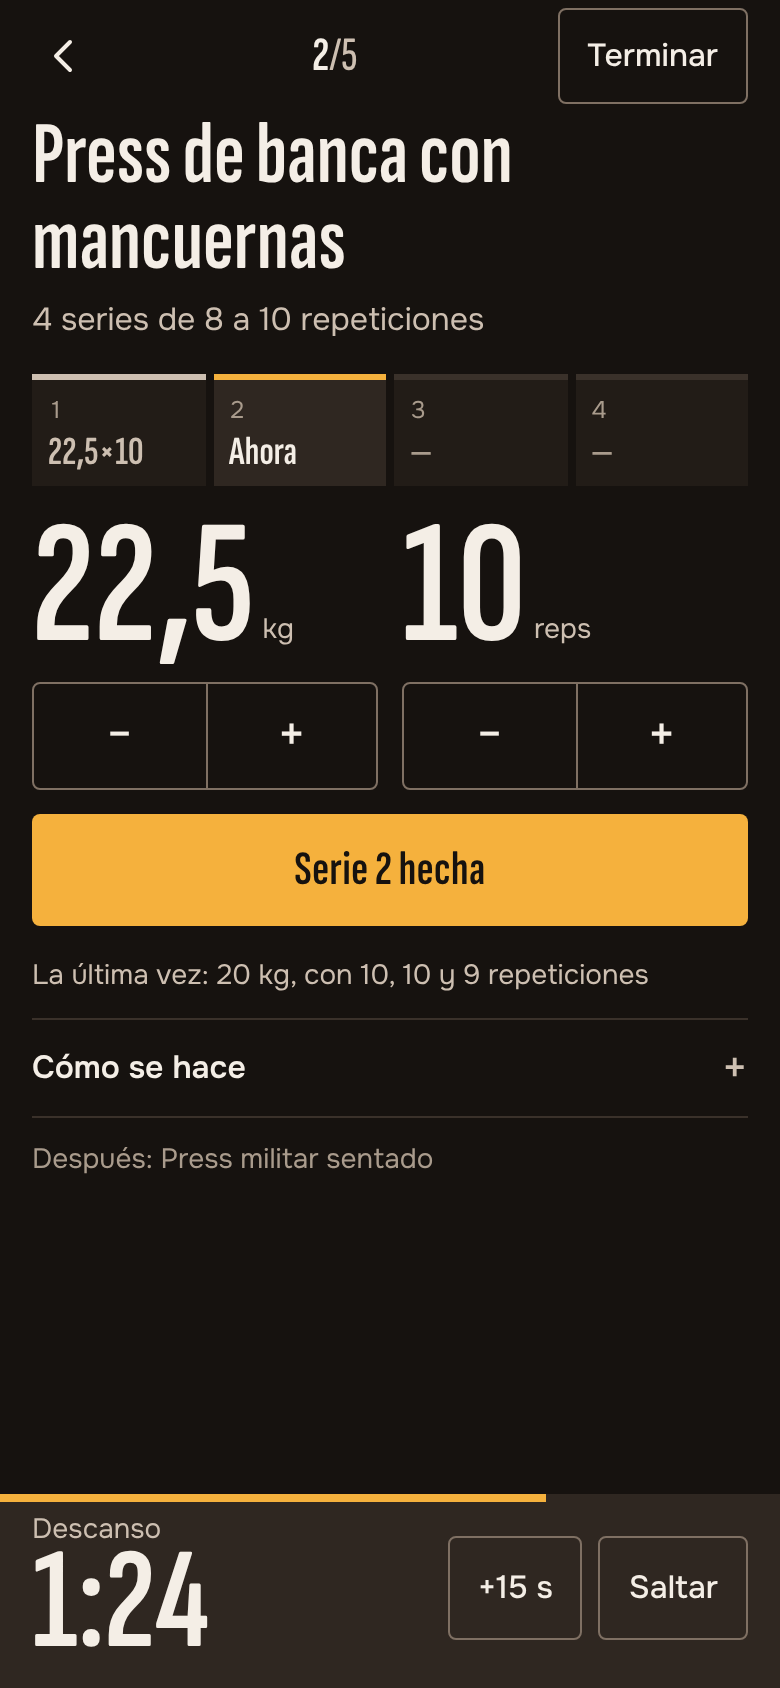 2/5
Terminar
Press de banca con
mancuernas
4 series de 8 a 10 repeticiones
1
22,5×10
2
Ahora
3
–
4
–
22,5 kg
10 reps
− +
− +
Serie 2 hecha
La última vez: 20 kg, con 10, 10 y 9 repeticiones
Cómo se hace +
Después: Press militar sentado
Descanso
1:24
+15 s
Saltar